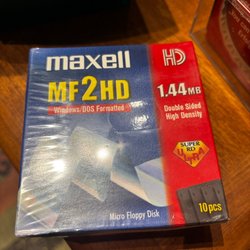 maxell
HD
MF2HD
1.44MB
Windows/DOS Formatted
Double Sided
High Density
SUPER
RD
Micro Floppy Disk
10pcs